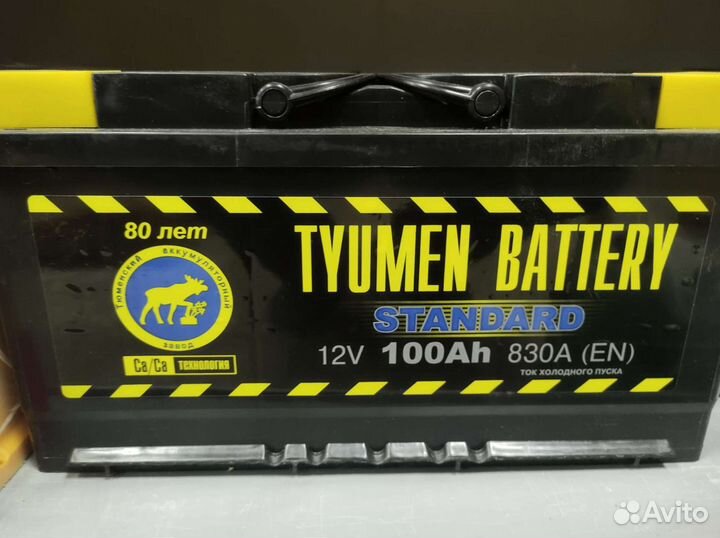 80 лет
Тюменский аккумуляторный
завод
Ca/Ca технология
TYUMEN BATTERY
STANDARD
12V 100Ah 830A (EN)
ТОК ХОЛОДНОГО ПУСКА
Avito